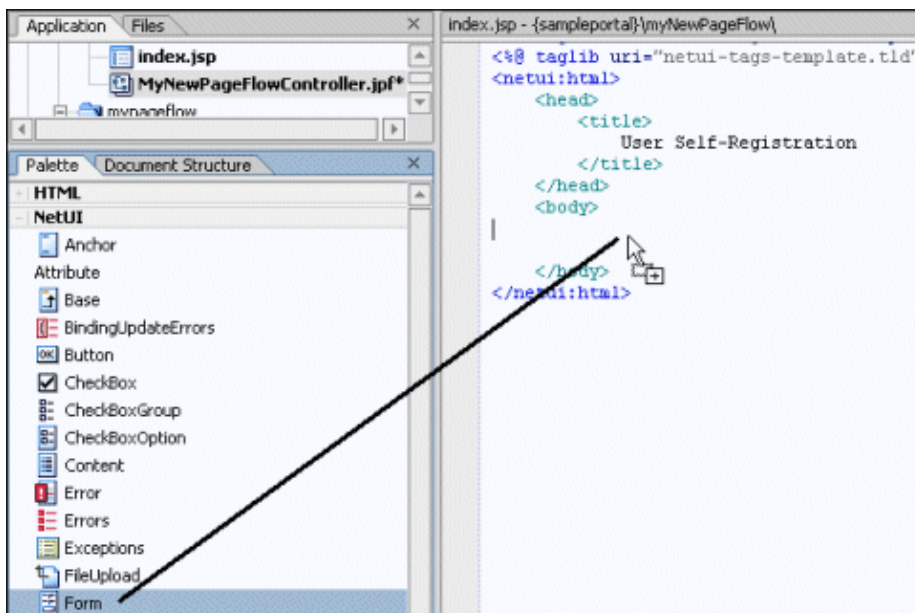 Application Files
index.jsp
MyNewPageFlowController.jpf*
mypageflow
Palette Document Structure
HTML
NetUI
Anchor
Attribute
Base
BindingUpdateErrors
OK Button
CheckBox
CheckBoxGroup
CheckBoxOption
Content
Error
Errors
Exceptions
FileUpload
Form
index.jsp - {sampleportal}\myNewPageFlow\
<%@ taglib uri="netui-tags-template.tld"
<netui:html>
<head>
<title>
User Self-Registration
</title>
</head>
<body>
</body>
</netui:html>